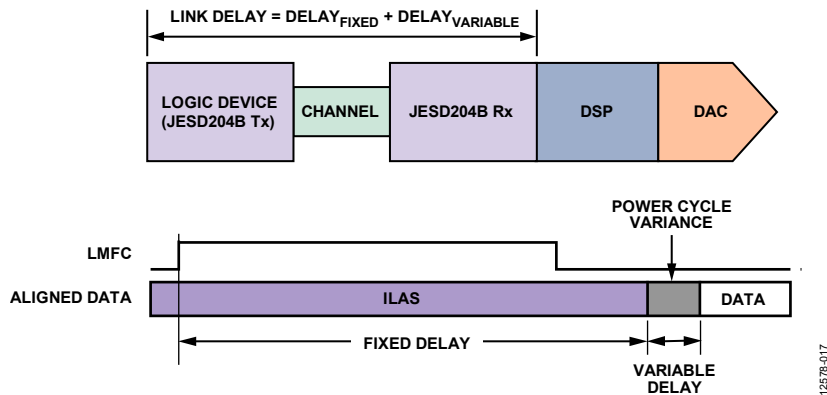 LINK DELAY = DELAYFIXED + DELAYVARIABLE
LOGIC DEVICE
(JESD204B Tx)
CHANNEL
JESD204B Rx
DSP
DAC
POWER CYCLE
VARIANCE
LMFC
ALIGNED DATA
ILAS
DATA
FIXED DELAY
VARIABLE
DELAY
12578-017